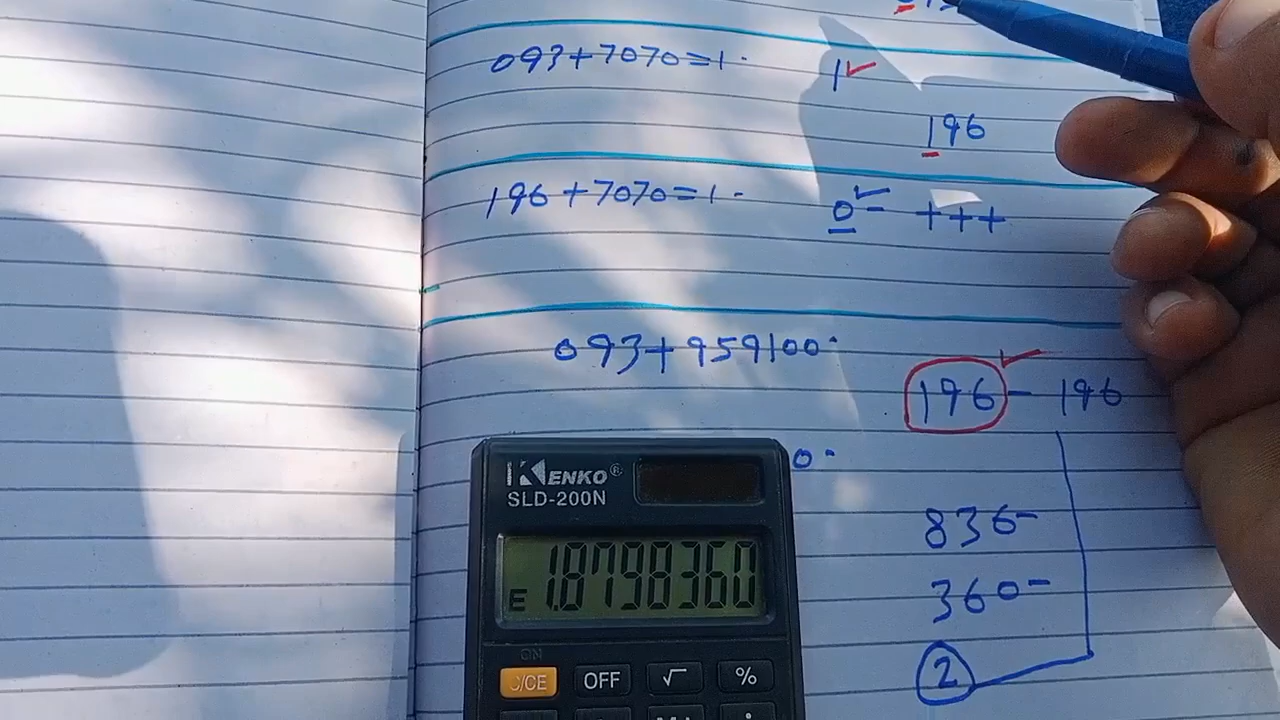 093+7070=1.
1
196
196+7070=1-
0- +++
093+959100.
196 - 196
0.
836-
360-
2
KENKO®
SLD-200N
E 1.8798360
ON
C/CE OFF √ %